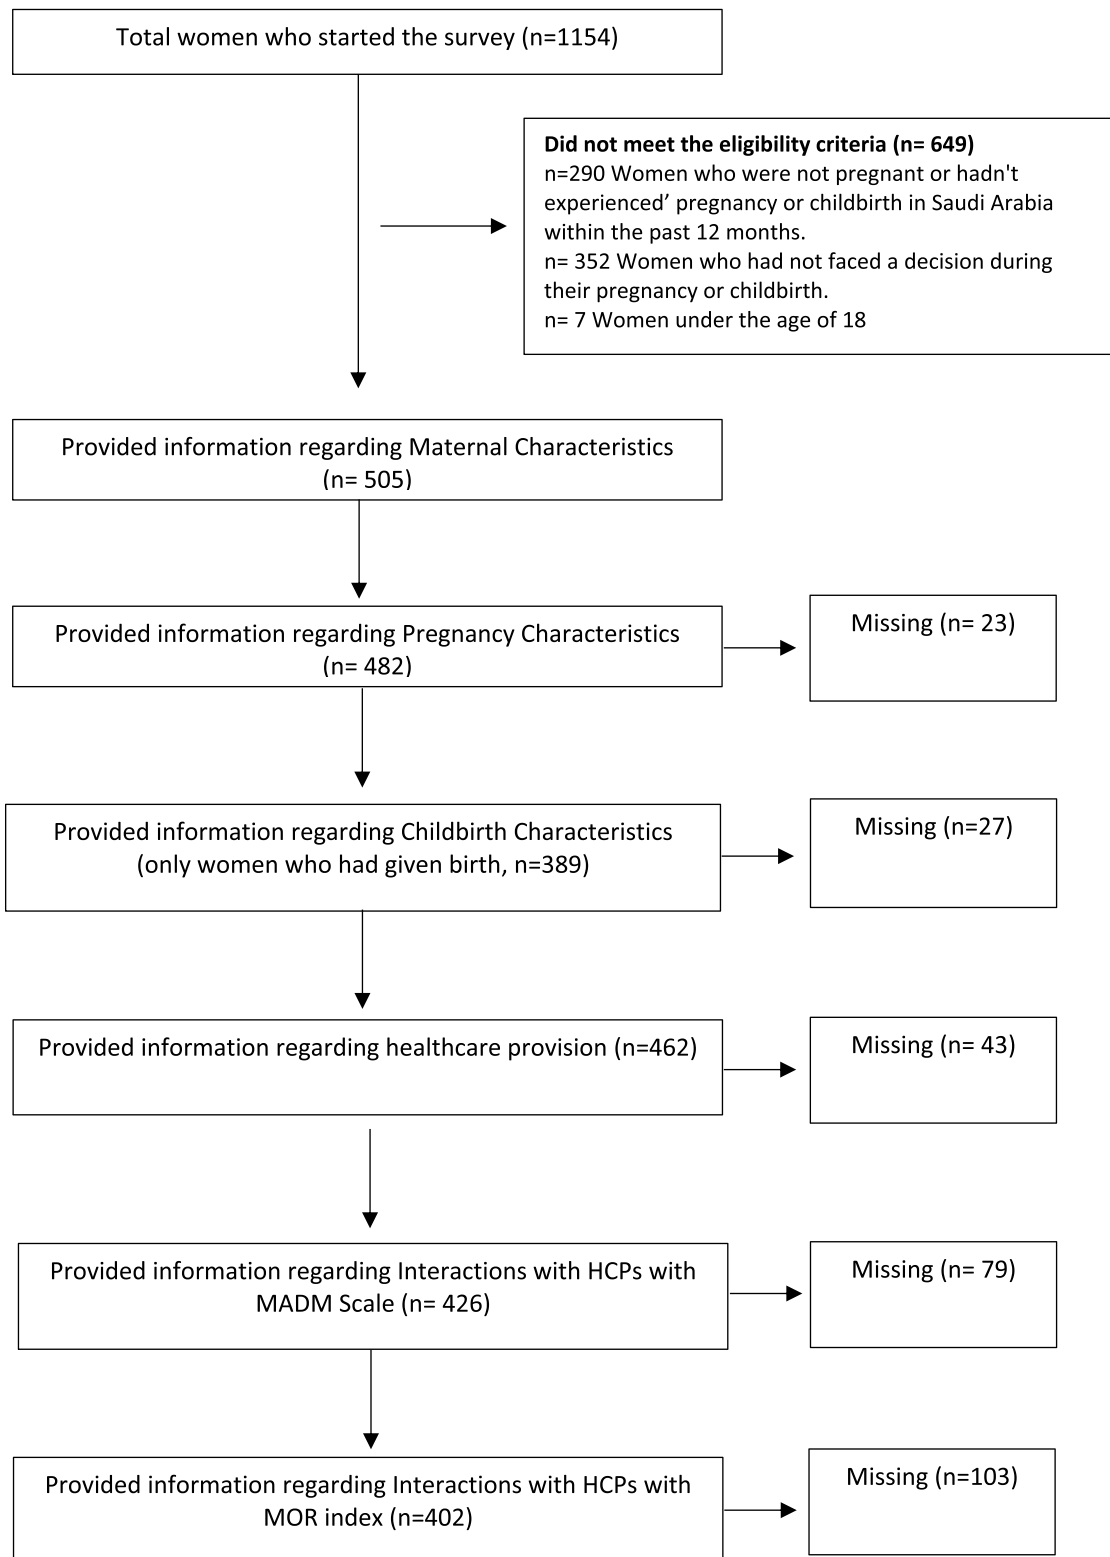 Total women who started the survey (n=1154)
Did not meet the eligibility criteria (n= 649)
n=290 Women who were not pregnant or hadn't
experienced’ pregnancy or childbirth in Saudi Arabia
within the past 12 months.
n= 352 Women who had not faced a decision during
their pregnancy or childbirth.
n= 7 Women under the age of 18
Provided information regarding Maternal Characteristics
(n= 505)
Provided information regarding Pregnancy Characteristics
(n= 482)
Missing (n= 23)
Provided information regarding Childbirth Characteristics
(only women who had given birth, n=389)
Missing (n=27)
Provided information regarding healthcare provision (n=462)
Missing (n= 43)
Provided information regarding Interactions with HCPs with
MADM Scale (n= 426)
Missing (n= 79)
Provided information regarding Interactions with HCPs with
MOR index (n=402)
Missing (n=103)